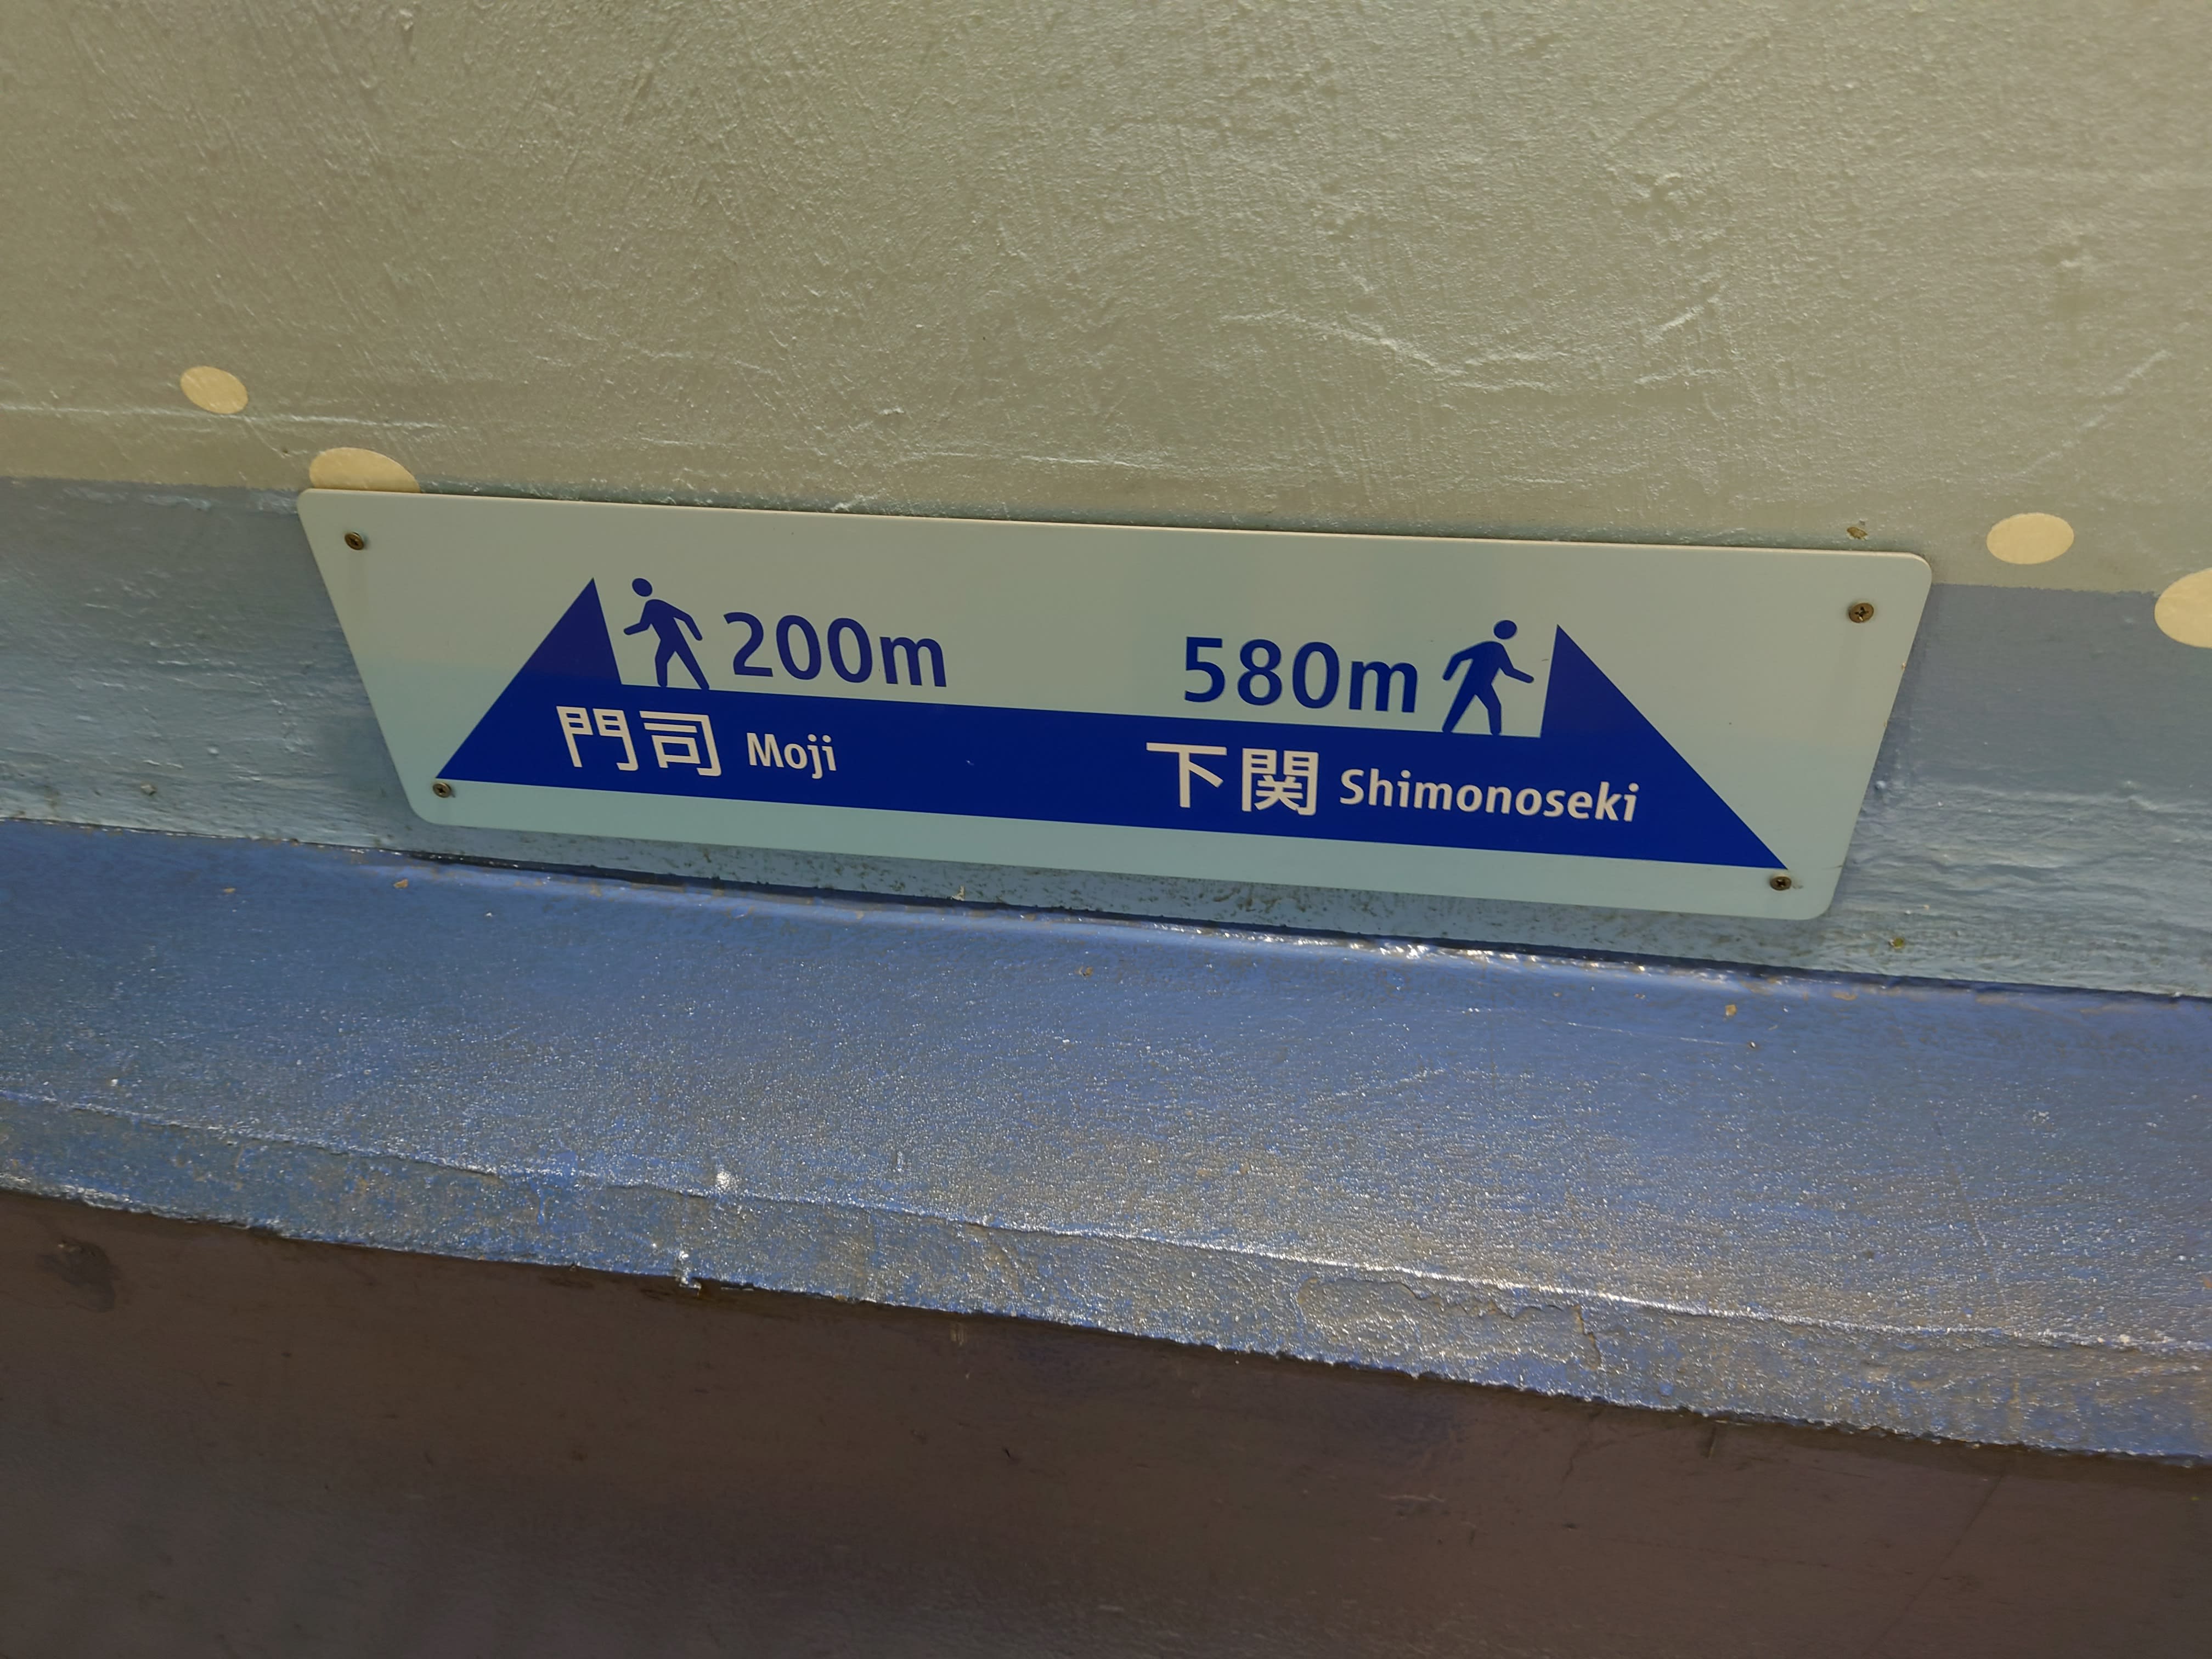 200m
580m
門司 Moji
下関 Shimonoseki